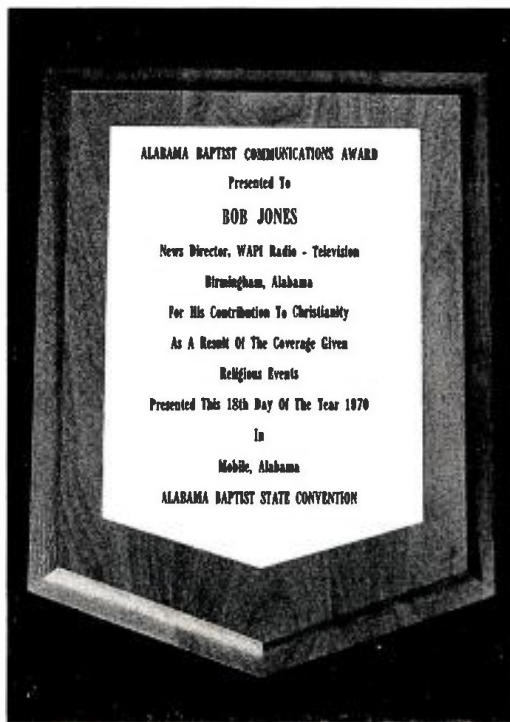 ALABAMA BAPTIST COMMUNICATIONS AWARD
Presented To
BOB JONES
News Director, WAPI Radio - Television
Birmingham, Alabama
For His Contribution To Christianity
As A Result Of The Coverage Given
Religious Events
Presented This 18th Day Of The Year 1970
In
Mobile, Alabama
ALABAMA BAPTIST STATE CONVENTION